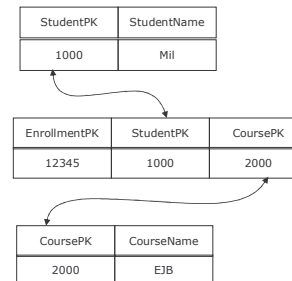 StudentPK StudentName
1000 Mil
EnrollmentPK StudentPK CoursePK
12345 1000 2000
CoursePK CourseName
2000 EJB